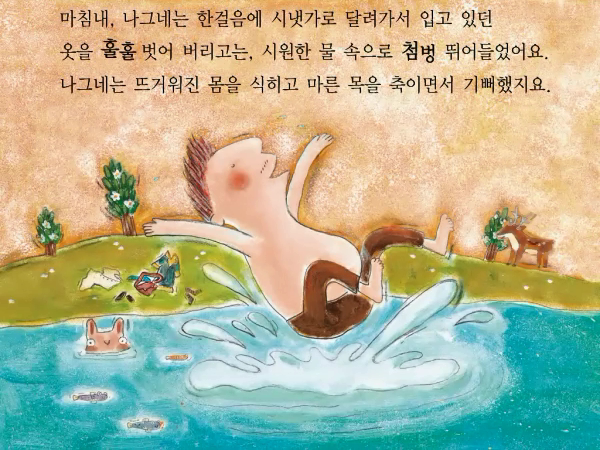 마침내, 나그네는 한걸음에 시냇가로 달려가서 입고 있던
옷을 훌훌 벗어 버리고는, 시원한 물 속으로 첨벙 뛰어들었어요.
나그네는 뜨거워진 몸을 식히고 마른 목을 축이면서 기뻐했지요.